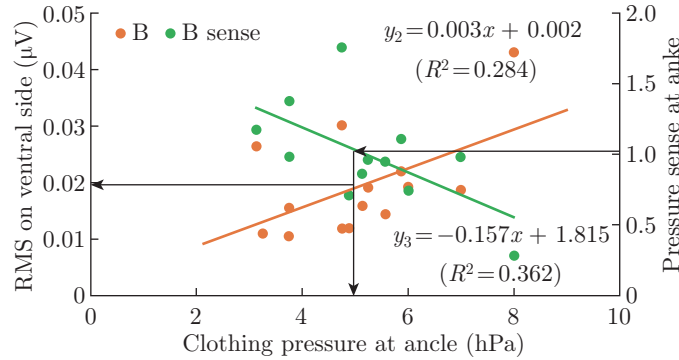 0.05
0.04
0.03
0.02
0.01
0
RMS on ventral side (μV)
B
B sense
y₂=0.003x + 0.002
(R²=0.284)
y₃=−0.157x + 1.815
(R²=0.362)
2.0
1.5
1.0
0.5
0
Pressure sense at anke
0 2 4 6 8 10
Clothing pressure at ancle (hPa)